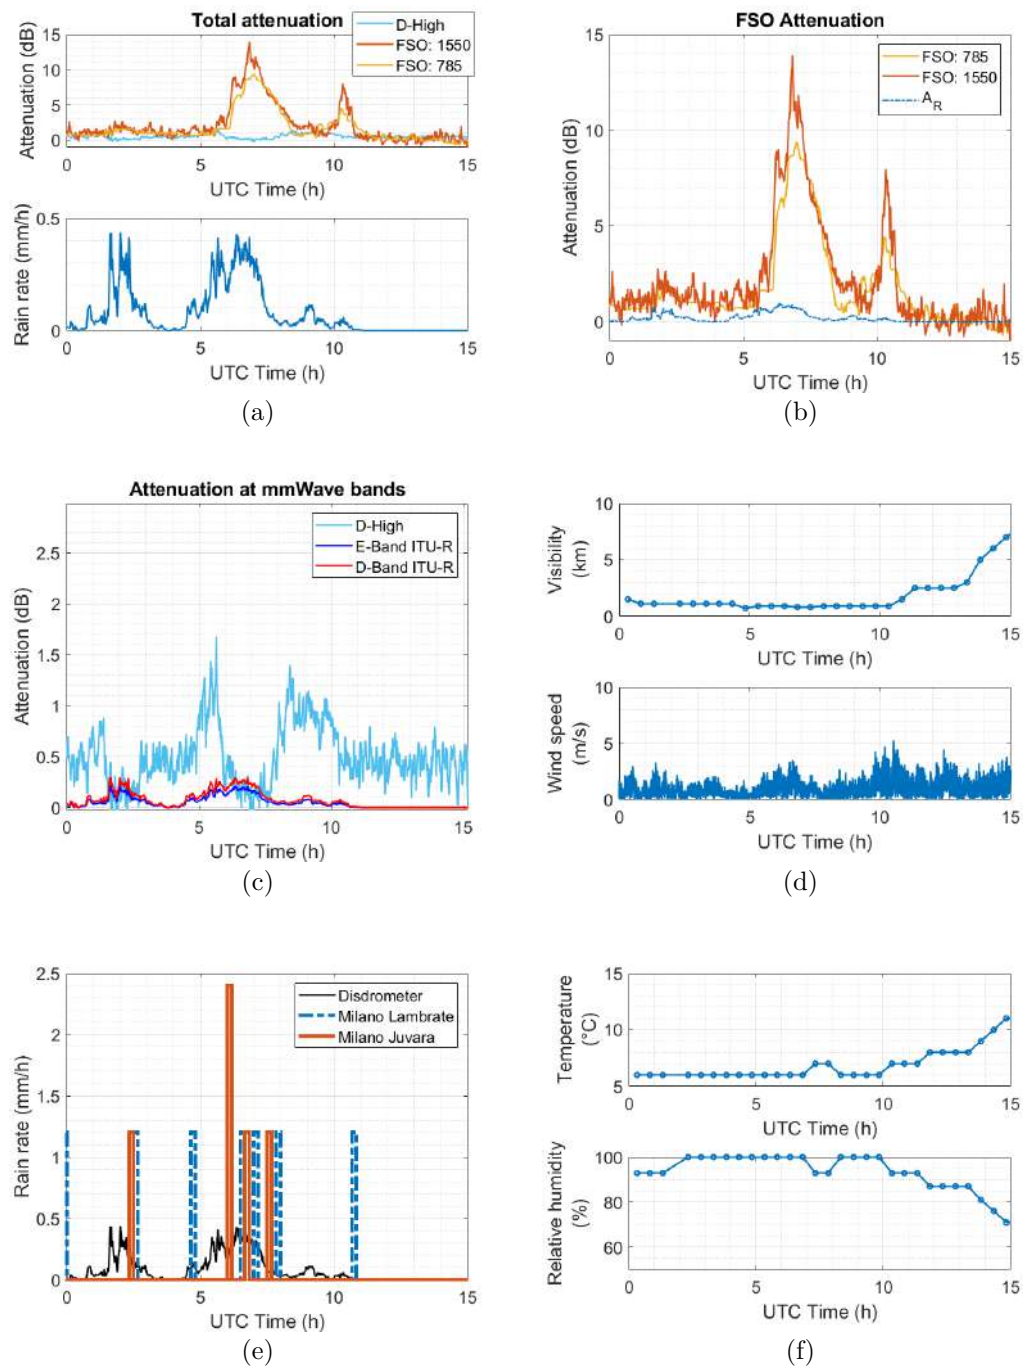 Total attenuation
Attenuation (dB)
15
10
5
0
D-High
FSO: 1550
FSO: 785
0 5 10 15
UTC Time (h)
Rain rate (mm/h)
0.5
0
0 5 10 15
UTC Time (h)
(a)
FSO Attenuation
Attenuation (dB)
15
10
5
0
FSO: 785
FSO: 1550
A_R
0 5 10 15
UTC Time (h)
(b)
Attenuation at mmWave bands
Attenuation (dB)
2.5
2
1.5
1
0.5
0
D-High
E-Band ITU-R
D-Band ITU-R
0 5 10 15
UTC Time (h)
(c)
Visibility
(km)
10
5
0
0 5 10 15
UTC Time (h)
Wind speed
(m/s)
10
5
0
0 5 10 15
UTC Time (h)
(d)
Rain rate (mm/h)
2.5
2
1.5
1
0.5
0
Disdrometer
Milano Lambrate
Milano Juvara
0 5 10 15
UTC Time (h)
(e)
Temperature
(°C)
15
10
5
0 5 10 15
UTC Time (h)
Relative humidity
(%)
100
80
60
0 5 10 15
UTC Time (h)
(f)